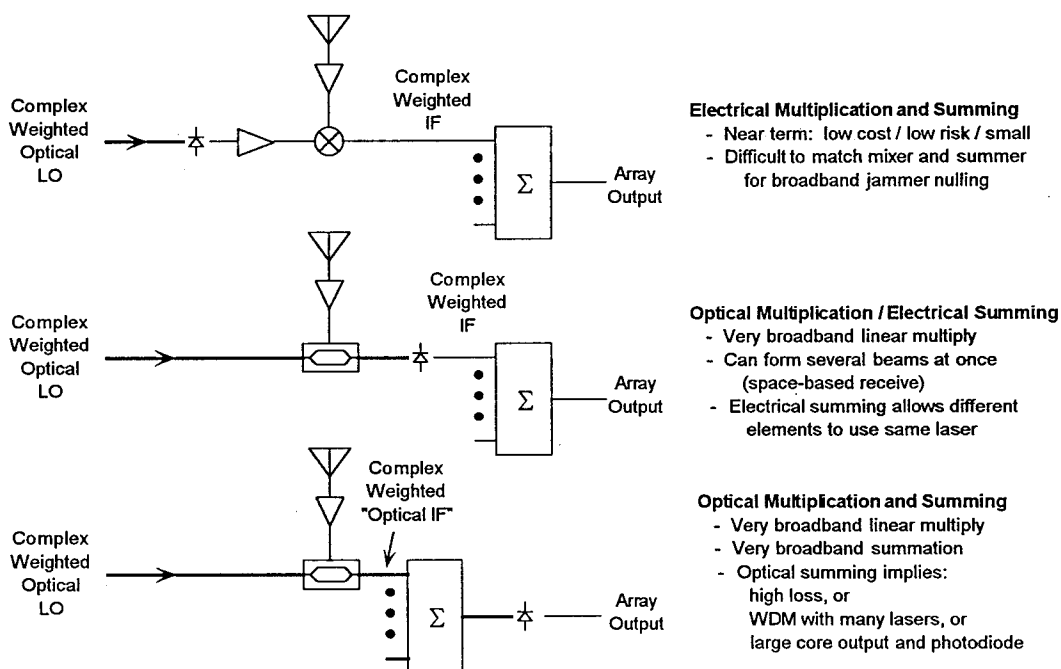 Complex
Weighted
Optical
LO
Complex
Weighted
IF
Σ
Array
Output
Electrical Multiplication and Summing
- Near term: low cost / low risk / small
- Difficult to match mixer and summer
for broadband jammer nulling
Complex
Weighted
Optical
LO
Complex
Weighted
IF
Σ
Array
Output
Optical Multiplication / Electrical Summing
- Very broadband linear multiply
- Can form several beams at once
(space-based receive)
- Electrical summing allows different
elements to use same laser
Complex
Weighted
Optical
LO
Complex
Weighted
"Optical IF"
Σ
Array
Output
Optical Multiplication and Summing
- Very broadband linear multiply
- Very broadband summation
- Optical summing implies:
high loss, or
WDM with many lasers, or
large core output and photodiode